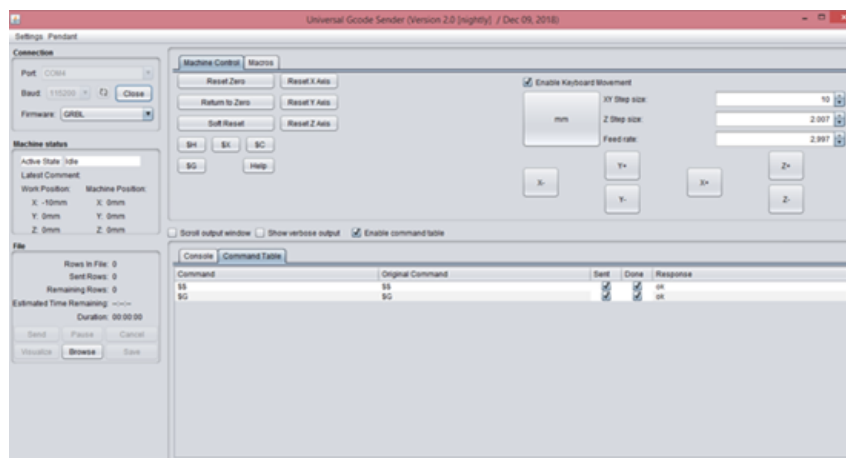 Universal Gcode Sender (Version 2.0 [nightly] / Dec 09, 2018)
Settings Pendant
Connection
Port: COM4
Baud: 115200 Close
Firmware: GRBL
Machine status
Active State: Idle
Latest Comment:
Work Position: Machine Position:
X: -10mm X: 0mm
Y: 0mm Y: 0mm
Z: 0mm Z: 0mm
File
Rows In File: 0
Sent Rows: 0
Remaining Rows: 0
Estimated Time Remaining: --:--:--
Duration: 00:00:00
Send Pause Cancel
Visualize Browse Save
Machine Control Macros
Reset Zero Reset X Axis
Return to Zero Reset Y Axis
Soft Reset Reset Z Axis
$H $X $C
$G Help
Enable Keyboard Movement
mm
XY Step size: 10
Z Step size: 2.007
Feed rate: 2,997
X- Y+ Y- X+ Z+ Z-
Scroll output window Show verbose output Enable command table
Console Command Table
Command Original Command Sent Done Response
$$ $$ ok
$G $G ok